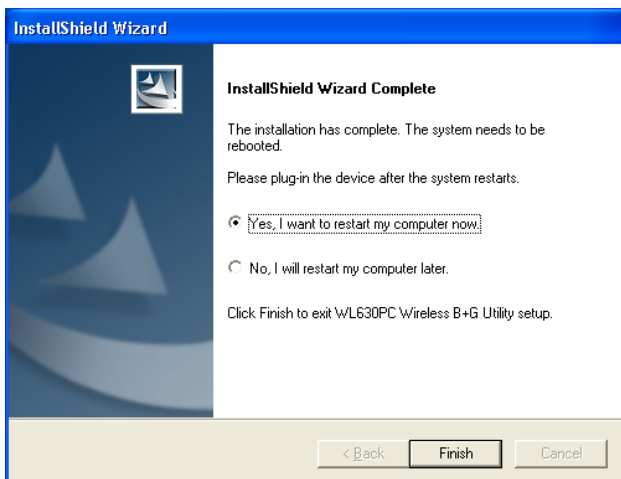 InstallShield Wizard
InstallShield Wizard Complete
The installation has complete. The system needs to be
rebooted.
Please plug-in the device after the system restarts.
Yes, I want to restart my computer now.
No, I will restart my computer later.
Click Finish to exit WL630PC Wireless B+G Utility setup.
< Back Finish Cancel